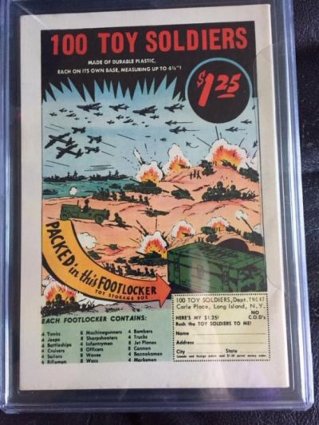 100 TOY SOLDIERS
MADE OF DURABLE PLASTIC,
EACH ON ITS OWN BASE, MEASURING UP TO 4½"!
$1.25
PACKED in this FOOTLOCKER
TOY STORAGE BOX
EACH FOOTLOCKER CONTAINS:
4 Tanks
4 Jeeps
4 Battleships
4 Cruisers
4 Sailors
8 Riflemen
8 Machinegunners
8 Sharpshooters
4 Infantrymen
8 Officers
8 Waves
8 Wacs
4 Bombers
4 Trucks
8 Jet Planes
8 Cannon
4 Bazookamen
4 Marksmen
100 TOY SOLDIERS, Dept.
Carle Place, Long Island, N. Y.
HERE'S MY $1.25!
NO
C.O.D's
Rush the TOY SOLDIERS TO ME!
Name
Address
City State